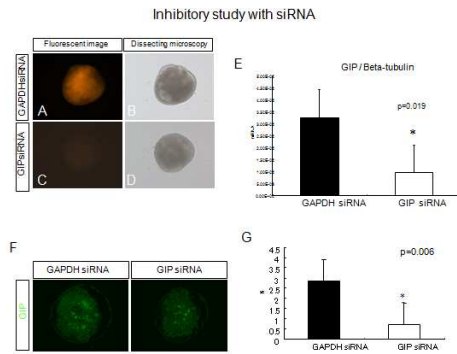 Inhibitory study with siRNA
Fluorescent image
Dissecting microscopy
GAPDHsiRNA
A
B
GIPsiRNA
C
D
E
GIP / Beta-tubulin
p=0.019
*
GAPDH siRNA
GIP siRNA
F
GAPDH siRNA
GIP siRNA
GIP
G
p=0.006
5
4.5
4
3.5
3
2.5
2
1.5
1
0.5
0
*
GAPDH siRNA
GIP siRNA